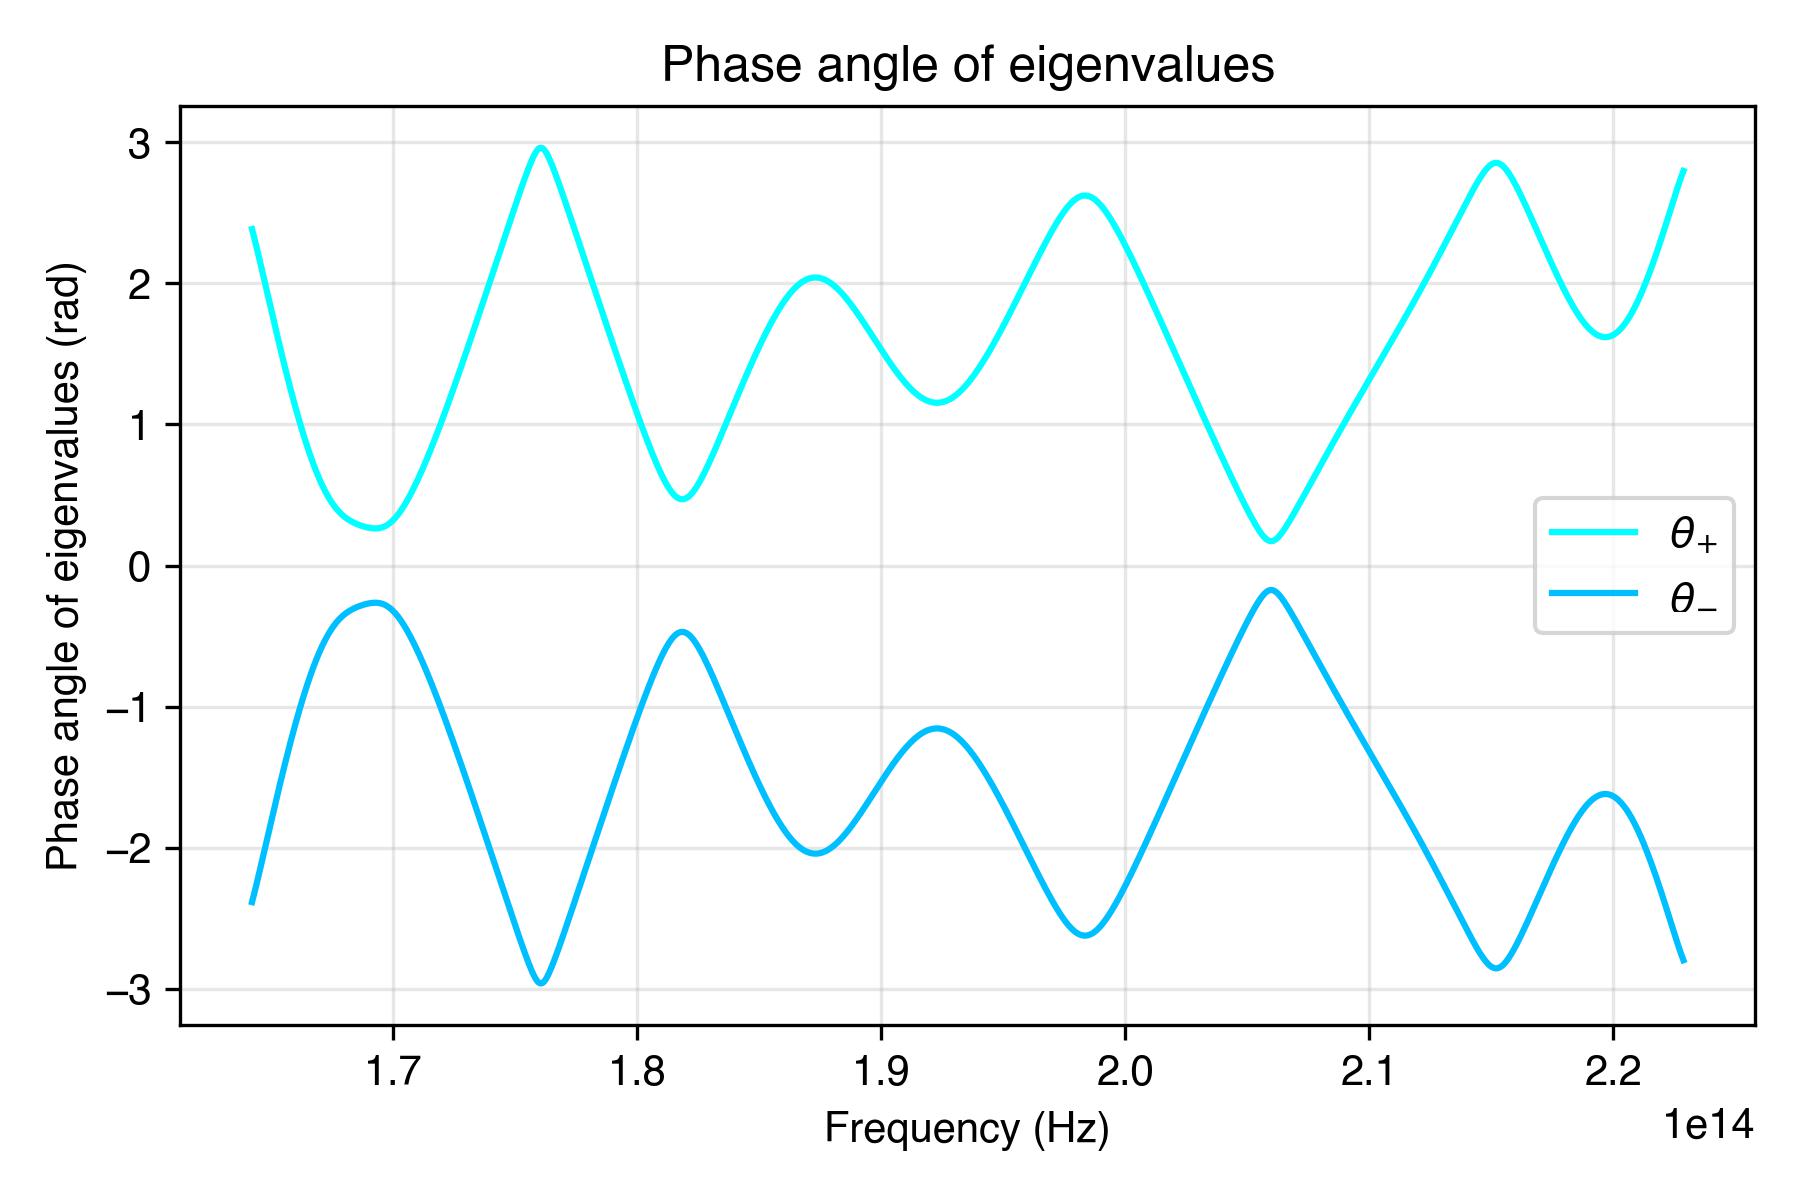 Phase angle of eigenvalues
Phase angle of eigenvalues (rad)
3
2
1
0
−1
−2
−3
θ₊
θ₋
1.7 1.8 1.9 2.0 2.1 2.2
1e14
Frequency (Hz)